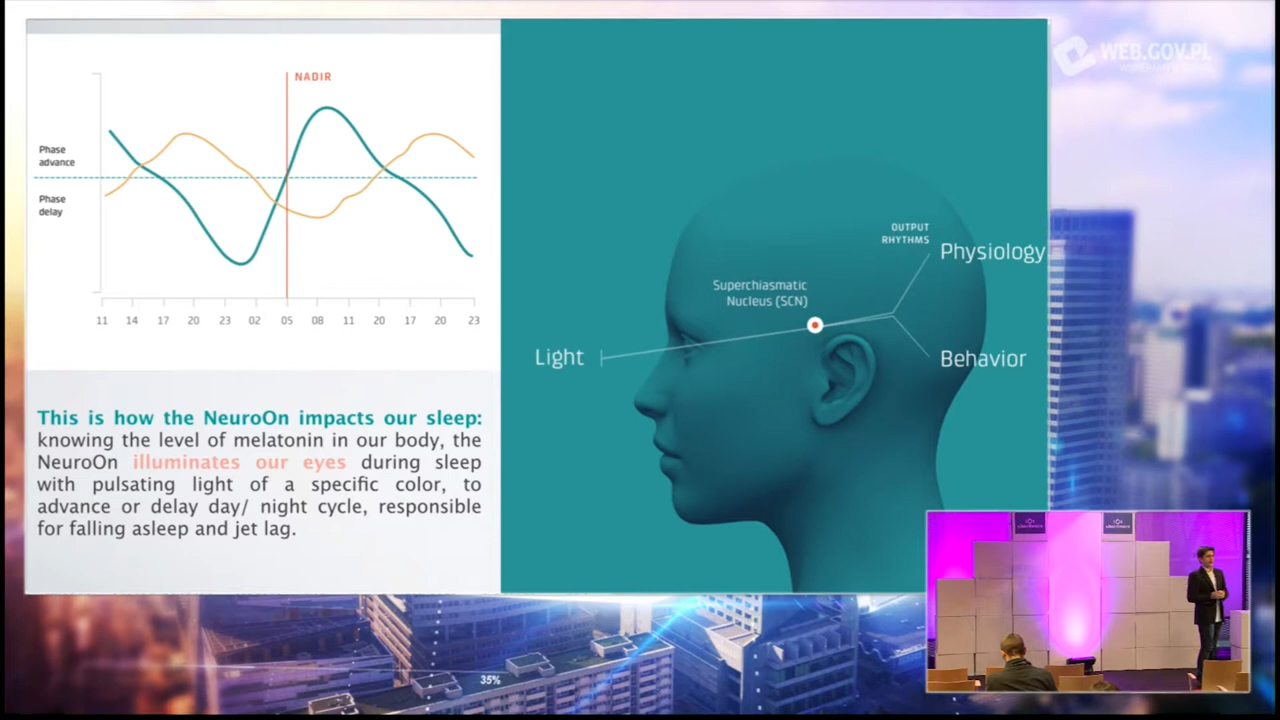 NADIR
Phase
advance
Phase
delay
11 14 17 20 23 02 05 08 11 20 17 20 23
This is how the NeuroOn impacts our sleep:
knowing the level of melatonin in our body, the
NeuroOn illuminates our eyes during sleep
with pulsating light of a specific color, to
advance or delay day/ night cycle, responsible
for falling asleep and jet lag.
OUTPUT
RHYTHMS
Physiology
Superchiasmatic
Nucleus (SCN)
Light
Behavior
WEB.GOV.PL
35%